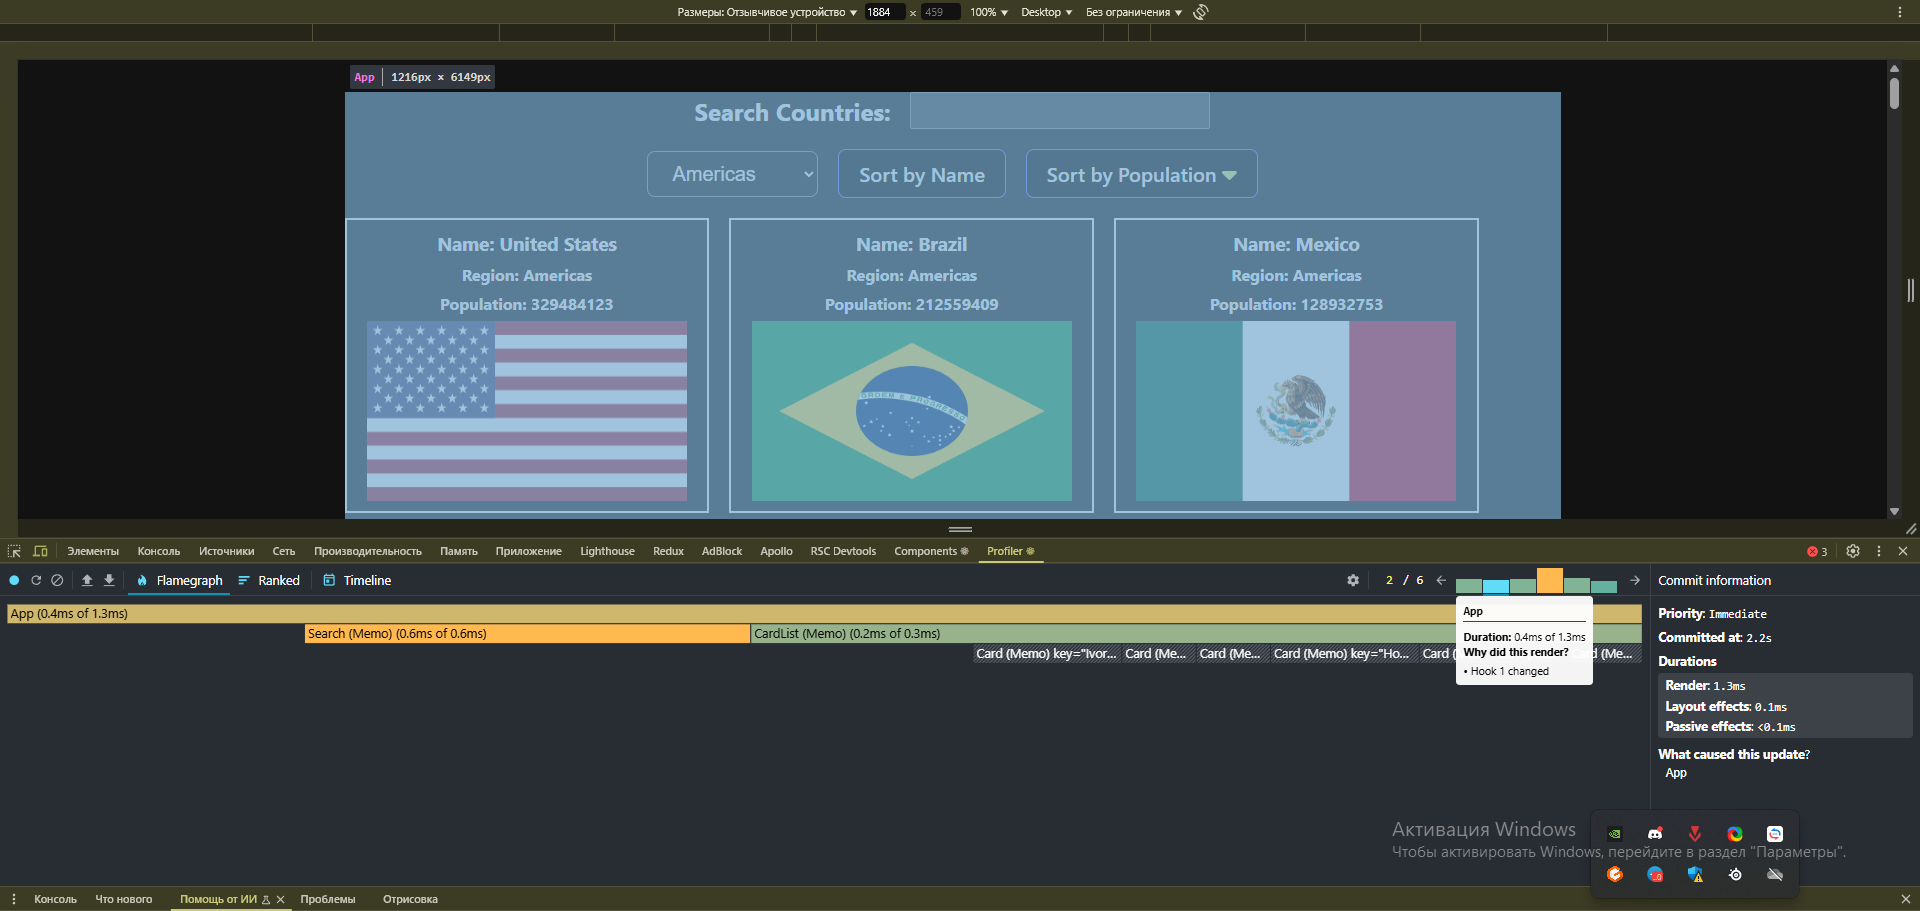 Размеры: Отзывчивое устройство 1884 × 459 100% Desktop Без ограничения
App 1216px × 6149px
Search Countries:
Americas Sort by Name Sort by Population
Name: United States
Region: Americas
Population: 329484123
Name: Brazil
Region: Americas
Population: 212559409
ORDEM E PROGRESSO
Name: Mexico
Region: Americas
Population: 128932753
Элементы Консоль Источники Сеть Производительность Память Приложение Lighthouse Redux AdBlock Apollo RSC Devtools Components Profiler 3
Flamegraph Ranked Timeline 2 / 6 Commit information
App (0.4ms of 1.3ms)
Search (Memo) (0.6ms of 0.6ms) CardList (Memo) (0.2ms of 0.3ms)
Card (Memo) key="Ivor... Card (Me... Card (Me... Card (Memo) key="Ho... Card (Me...
App
Duration: 0.4ms of 1.3ms
Why did this render?
• Hook 1 changed
Priority: Immediate
Committed at: 2.2s
Durations
Render: 1.3ms
Layout effects: 0.1ms
Passive effects: <0.1ms
What caused this update?
App
Активация Windows
Чтобы активировать Windows, перейдите в раздел "Параметры".
Консоль Что нового Помощь от ИИ Проблемы Отрисовка